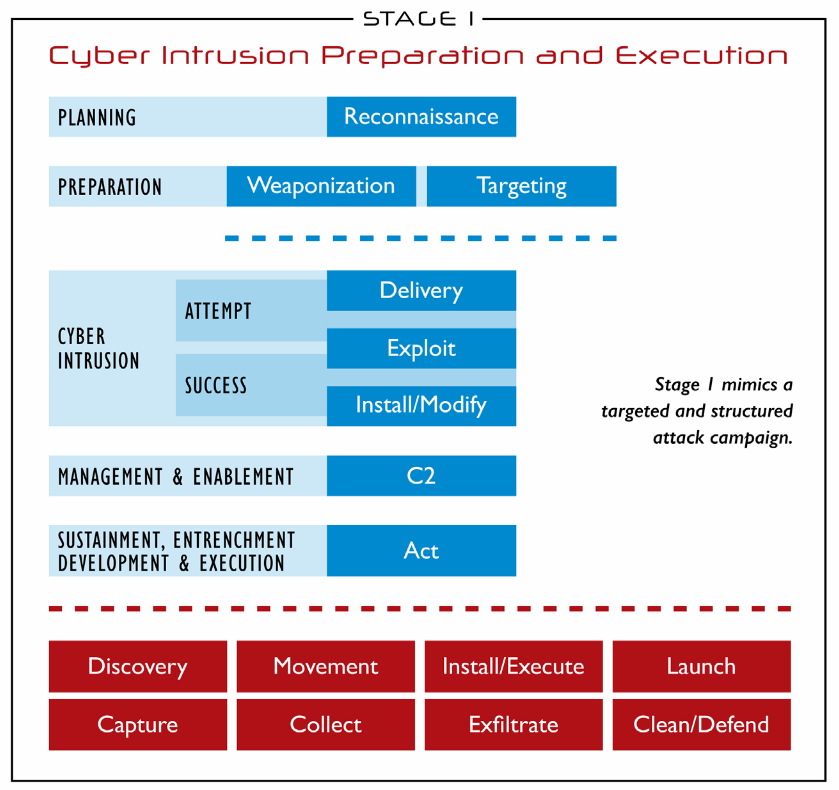 STAGE 1
Cyber Intrusion Preparation and Execution
PLANNING
Reconnaissance
PREPARATION
Weaponization
Targeting
CYBER
INTRUSION
ATTEMPT
Delivery
Exploit
SUCCESS
Install/Modify
Stage 1 mimics a
targeted and structured
attack campaign.
MANAGEMENT & ENABLEMENT
C2
SUSTAINMENT, ENTRENCHMENT
DEVELOPMENT & EXECUTION
Act
Discovery
Movement
Install/Execute
Launch
Capture
Collect
Exfiltrate
Clean/Defend